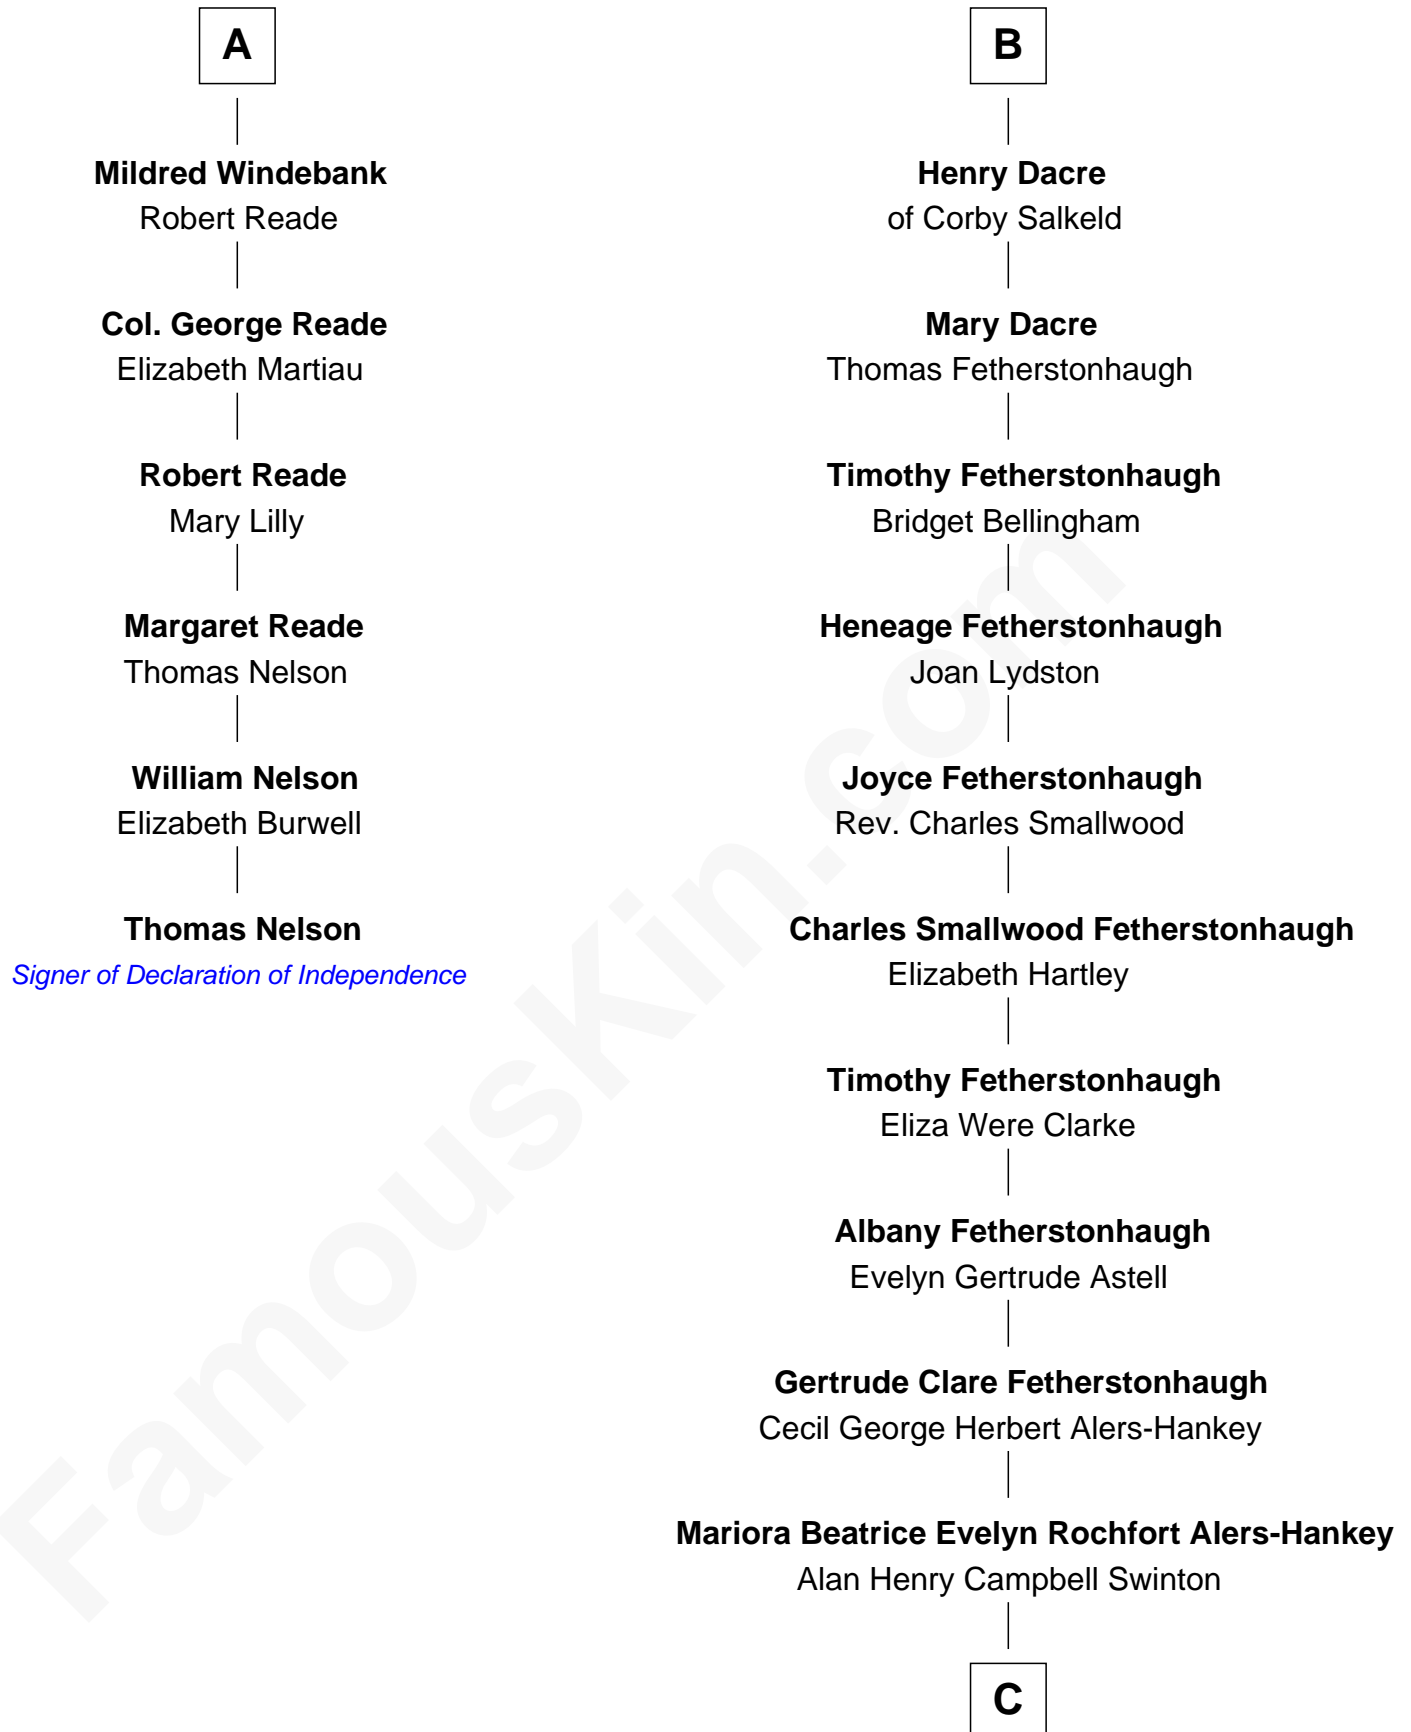 A
Mildred Windebank
Robert Reade
Col. George Reade
Elizabeth Martiau
Robert Reade
Mary Lilly
Margaret Reade
Thomas Nelson
William Nelson
Elizabeth Burwell
Thomas Nelson
Signer of Declaration of Independence
B
Henry Dacre
of Corby Salkeld
Mary Dacre
Thomas Fetherstonhaugh
Timothy Fetherstonhaugh
Bridget Bellingham
Heneage Fetherstonhaugh
Joan Lydston
Joyce Fetherstonhaugh
Rev. Charles Smallwood
Charles Smallwood Fetherstonhaugh
Elizabeth Hartley
Timothy Fetherstonhaugh
Eliza Were Clarke
Albany Fetherstonhaugh
Evelyn Gertrude Astell
Gertrude Clare Fetherstonhaugh
Cecil George Herbert Alers-Hankey
Mariora Beatrice Evelyn Rochfort Alers-Hankey
Alan Henry Campbell Swinton
C
FamousKin.com